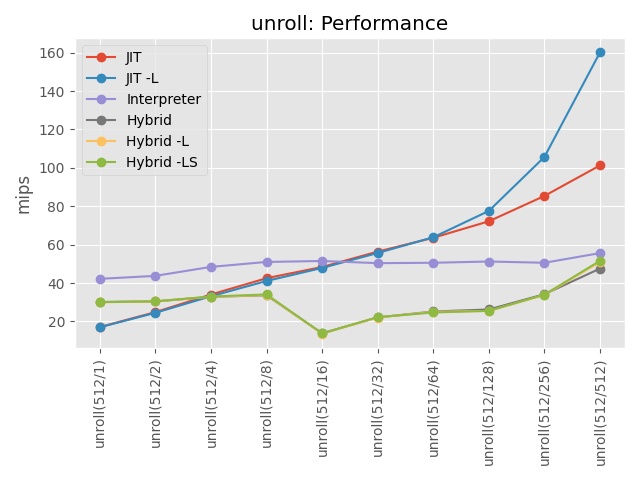 unroll: Performance
JIT
JIT -L
Interpreter
Hybrid
Hybrid -L
Hybrid -LS
mips
160
140
120
100
80
60
40
20
unroll(512/1)
unroll(512/2)
unroll(512/4)
unroll(512/8)
unroll(512/16)
unroll(512/32)
unroll(512/64)
unroll(512/128)
unroll(512/256)
unroll(512/512)